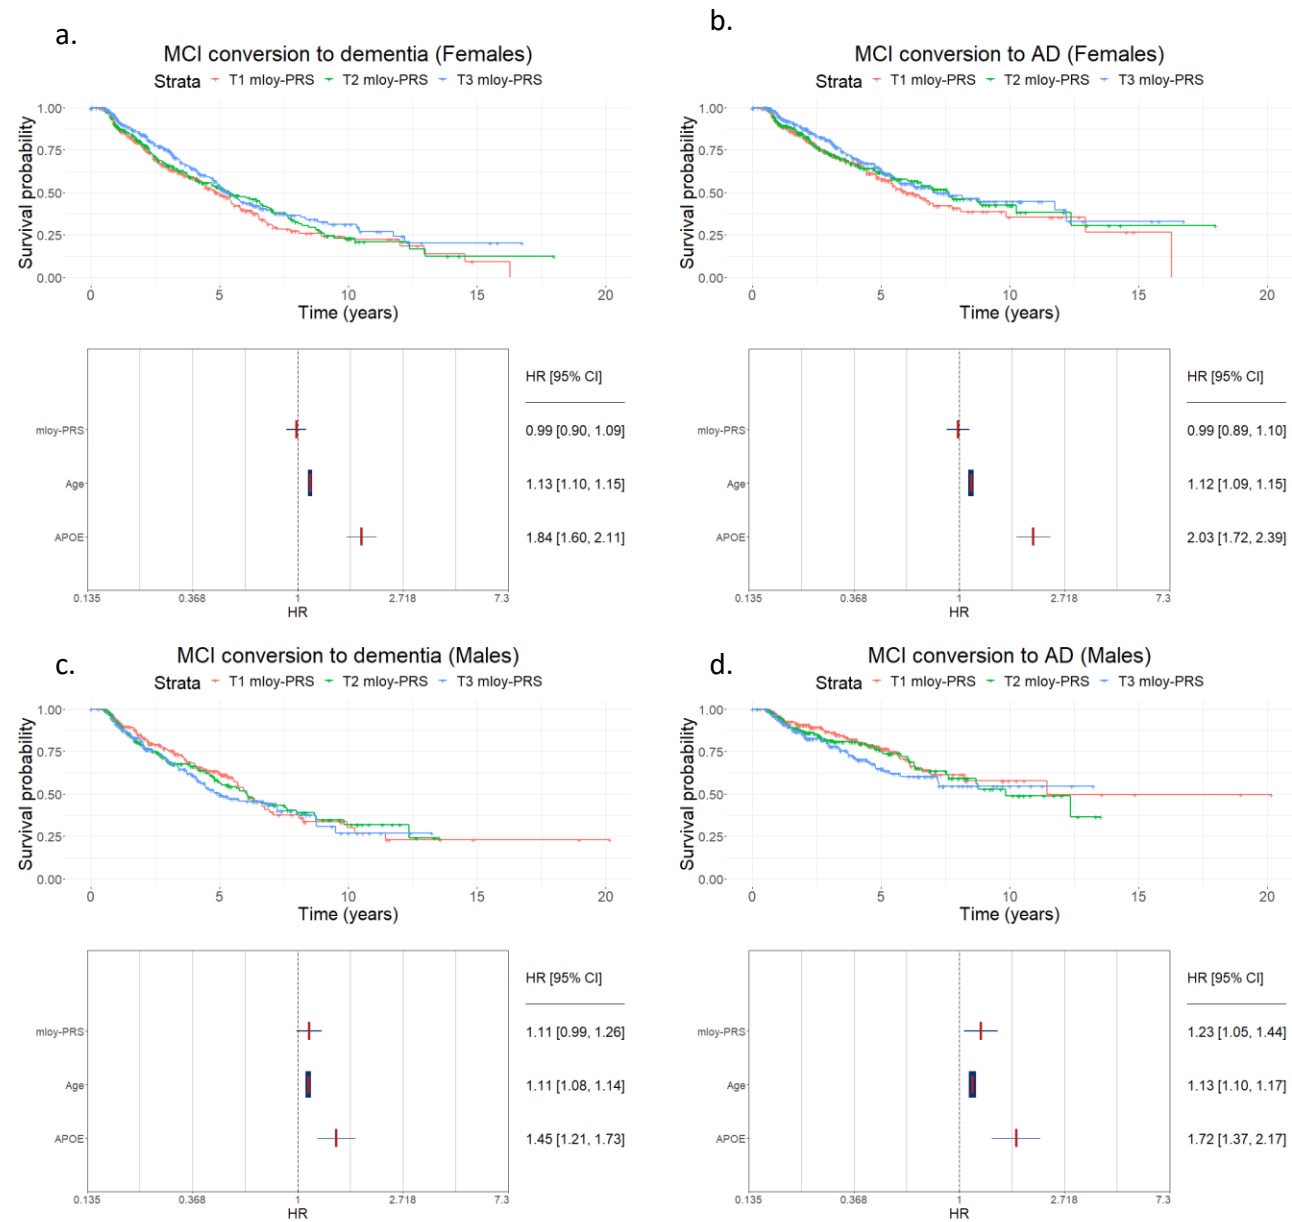 a.
MCI conversion to dementia (Females)
Strata T1 mloy-PRS T2 mloy-PRS T3 mloy-PRS
1.00
0.75
0.50
0.25
0.00
Survival probability
0 5 10 15 20
Time (years)
HR [95% CI]
mloy-PRS 0.99 [0.90, 1.09]
Age 1.13 [1.10, 1.15]
APOE 1.84 [1.60, 2.11]
0.135 0.368 1 2.718 7.3
HR
b.
MCI conversion to AD (Females)
Strata T1 mloy-PRS T2 mloy-PRS T3 mloy-PRS
1.00
0.75
0.50
0.25
0.00
Survival probability
0 5 10 15 20
Time (years)
HR [95% CI]
mloy-PRS 0.99 [0.89, 1.10]
Age 1.12 [1.09, 1.15]
APOE 2.03 [1.72, 2.39]
0.135 0.368 1 2.718 7.3
HR
c.
MCI conversion to dementia (Males)
Strata T1 mloy-PRS T2 mloy-PRS T3 mloy-PRS
1.00
0.75
0.50
0.25
0.00
Survival probability
0 5 10 15 20
Time (years)
HR [95% CI]
mloy-PRS 1.11 [0.99, 1.26]
Age 1.11 [1.08, 1.14]
APOE 1.45 [1.21, 1.73]
0.135 0.368 1 2.718 7.3
HR
d.
MCI conversion to AD (Males)
Strata T1 mloy-PRS T2 mloy-PRS T3 mloy-PRS
1.00
0.75
0.50
0.25
0.00
Survival probability
0 5 10 15 20
Time (years)
HR [95% CI]
mloy-PRS 1.23 [1.05, 1.44]
Age 1.13 [1.10, 1.17]
APOE 1.72 [1.37, 2.17]
0.135 0.368 1 2.718 7.3
HR